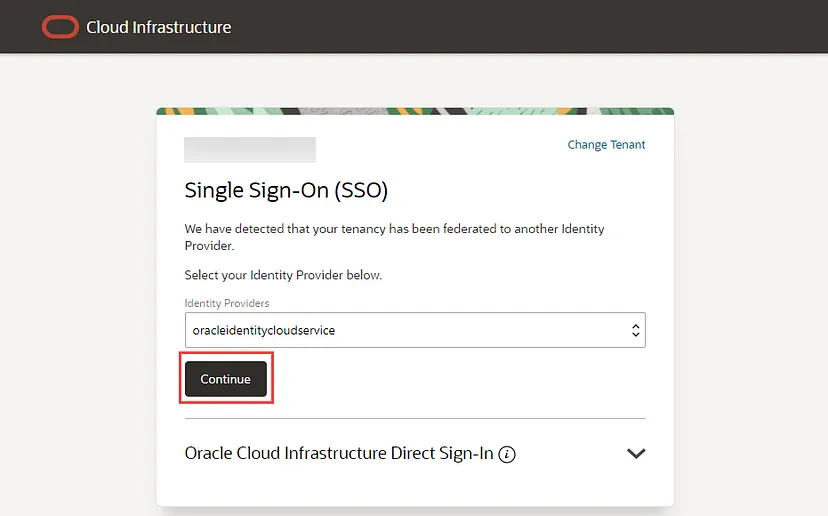 Cloud Infrastructure
Change Tenant
Single Sign-On (SSO)
We have detected that your tenancy has been federated to another Identity
Provider.
Select your Identity Provider below.
Identity Providers
oracleidentitycloudservice
Continue
Oracle Cloud Infrastructure Direct Sign-In